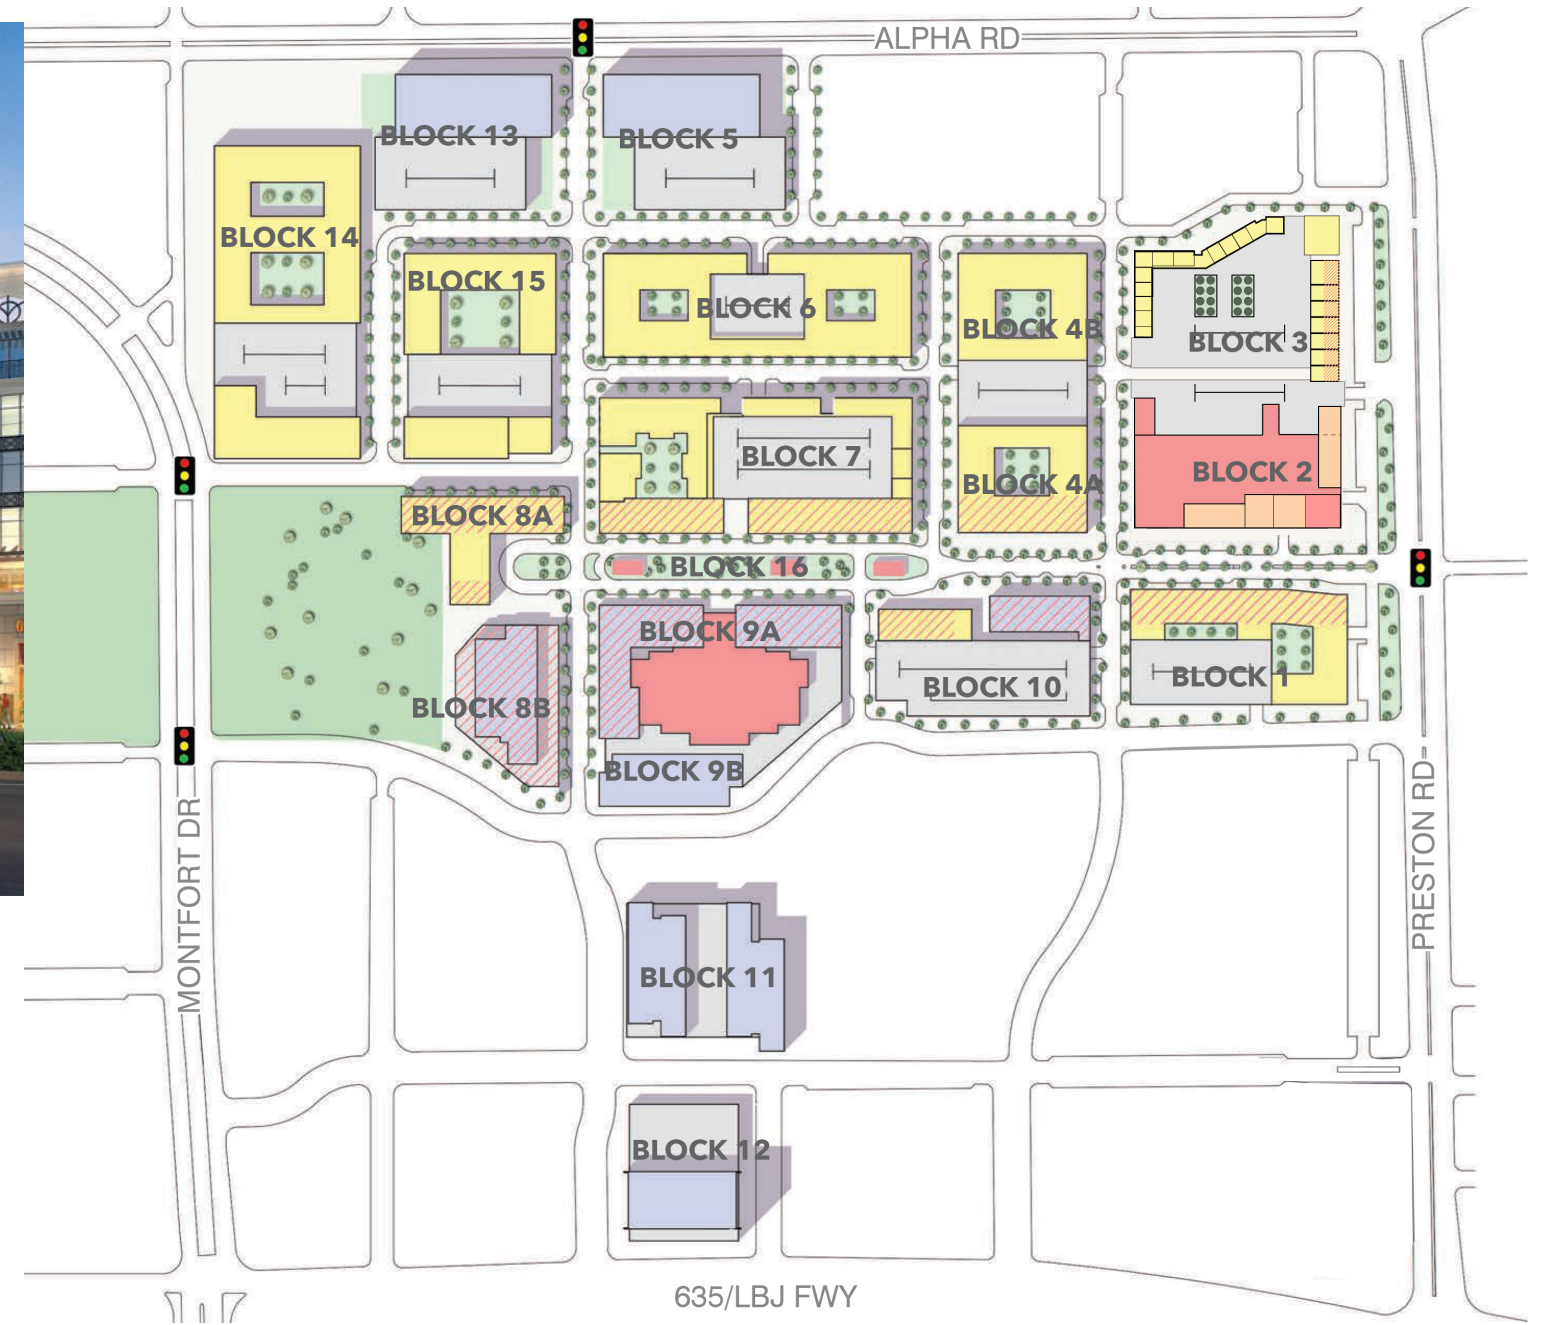 ALPHA RD
BLOCK 13
BLOCK 5
BLOCK 14
BLOCK 15
BLOCK 6
BLOCK 4B
BLOCK 3
BLOCK 7
BLOCK 4A
BLOCK 2
BLOCK 8A
BLOCK 16
BLOCK 9A
BLOCK 10
BLOCK 1
BLOCK 8B
BLOCK 9B
MONTFORT DR
PRESTON RD
BLOCK 11
BLOCK 12
635/LBJ FWY